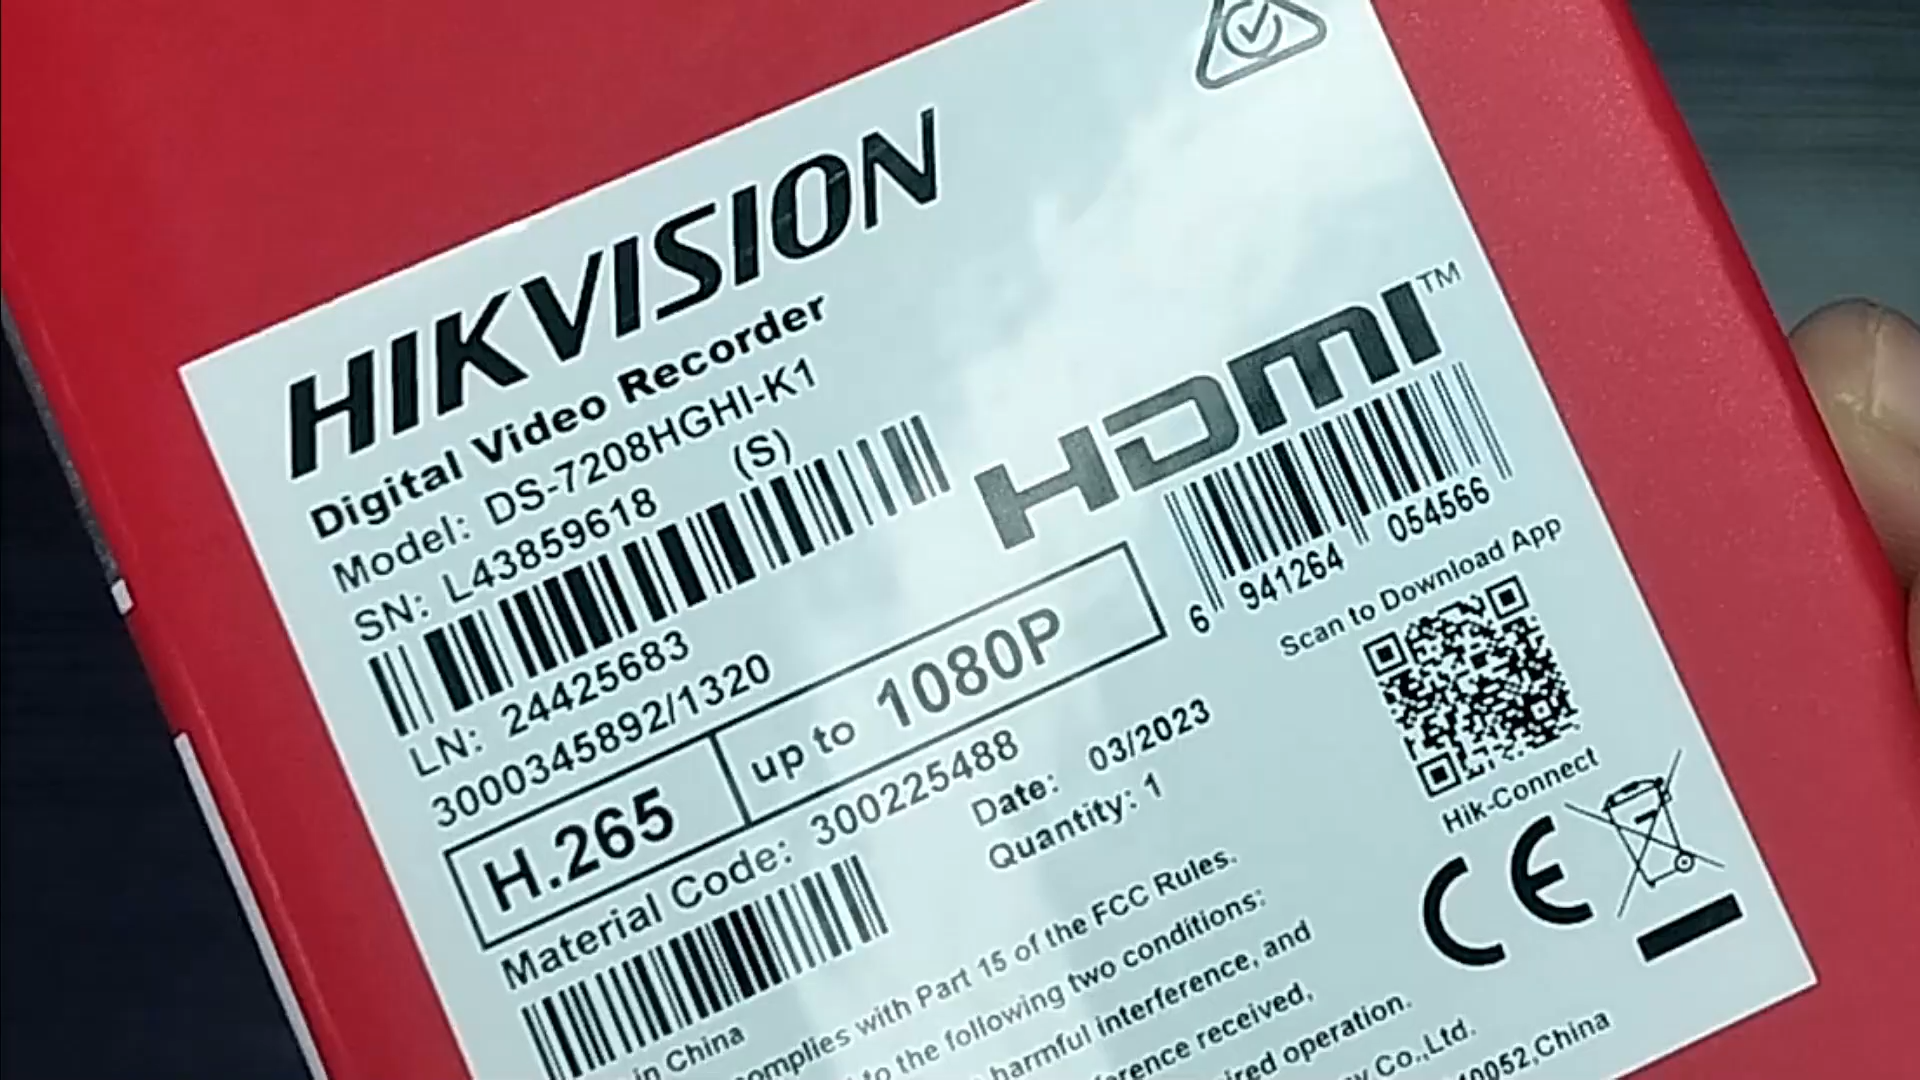 HIKVISION
Digital Video Recorder
Model: DS-7208HGHI-K1
(S)
SN: L43859618
LN: 24425683
3000345892/1320
H.265 up to 1080P
Material Code: 300225488
Date: 03/2023
Quantity: 1
HDMI™
6 941264 054566
Scan to Download App
Hik-Connect
CE
in China
complies with Part 15 of the FCC Rules.
to the following two conditions:
harmful interference, and
received,
operation.
Co.,Ltd.
China